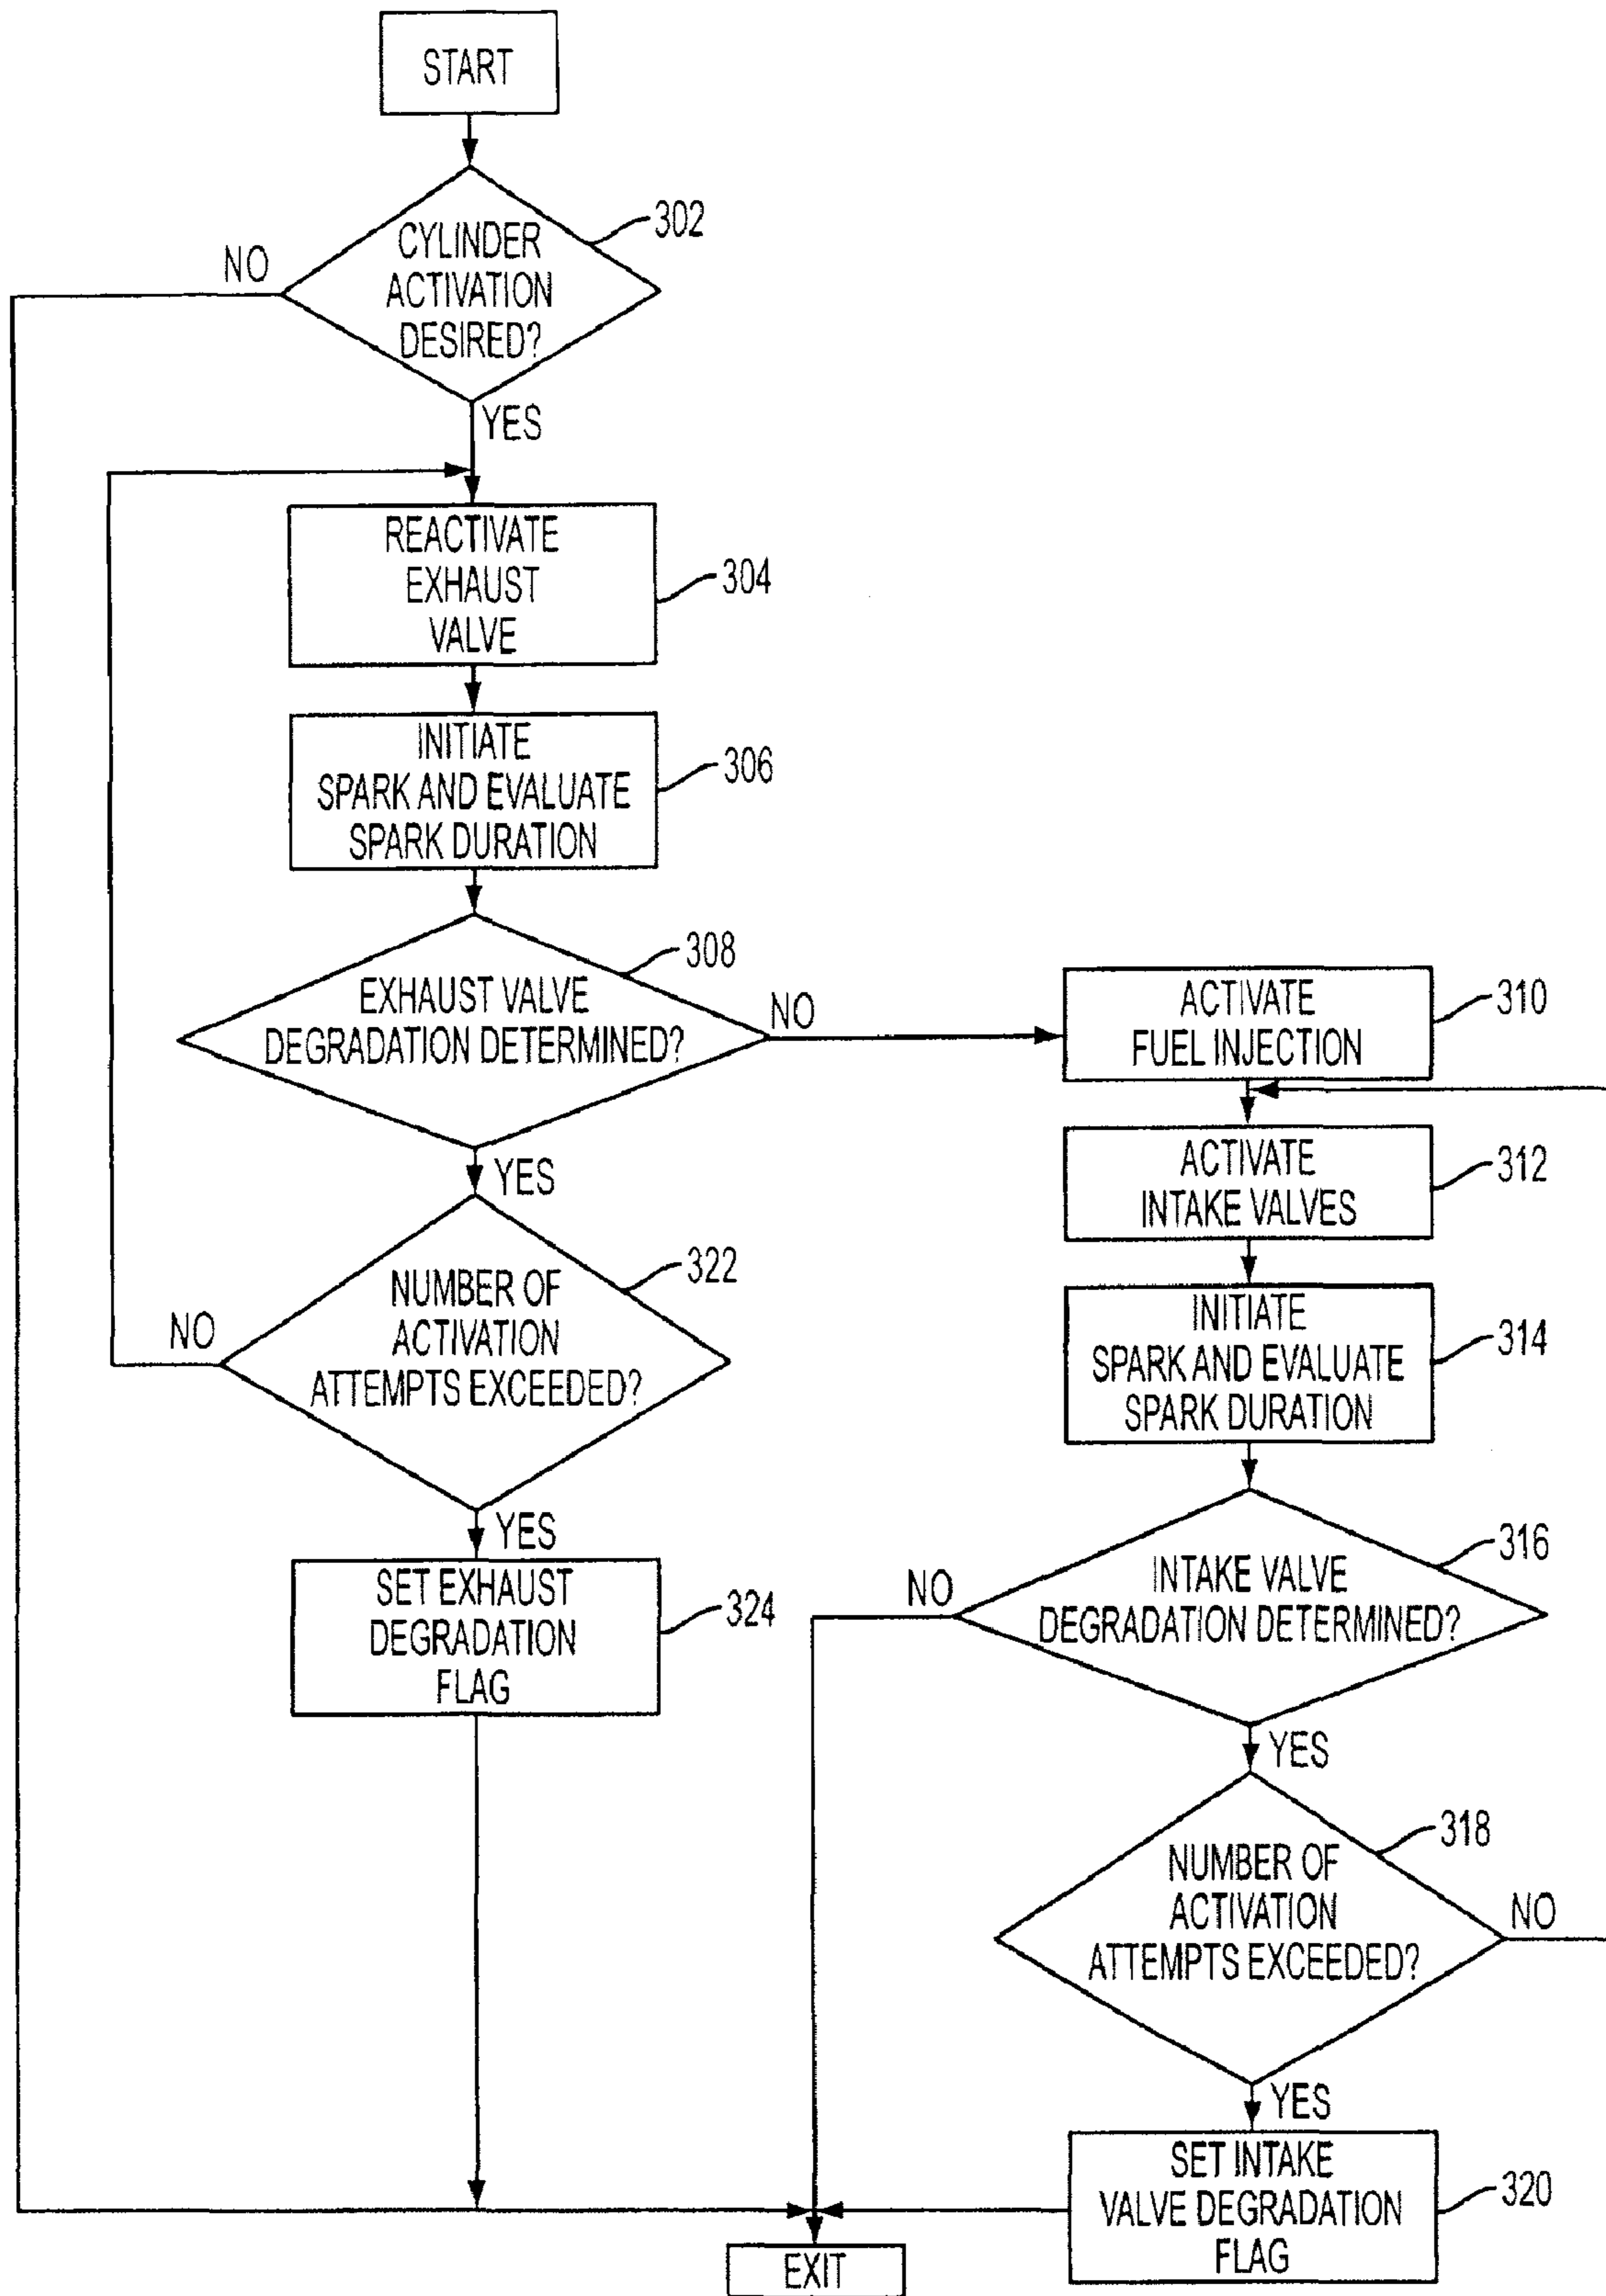 START
CYLINDER
ACTIVATION
DESIRED?
302
NO
YES
REACTIVATE
EXHAUST
VALVE
304
INITIATE
SPARK AND EVALUATE
SPARK DURATION
306
EXHAUST VALVE
DEGRADATION DETERMINED?
308
NO
YES
ACTIVATE
FUEL INJECTION
310
ACTIVATE
INTAKE VALVES
312
NUMBER OF
ACTIVATION
ATTEMPTS EXCEEDED?
322
NO
YES
INITIATE
SPARK AND EVALUATE
SPARK DURATION
314
SET EXHAUST
DEGRADATION
FLAG
324
INTAKE VALVE
DEGRADATION DETERMINED?
316
NO
YES
NUMBER OF
ACTIVATION
ATTEMPTS EXCEEDED?
318
NO
YES
SET INTAKE
VALVE DEGRADATION
FLAG
320
EXIT